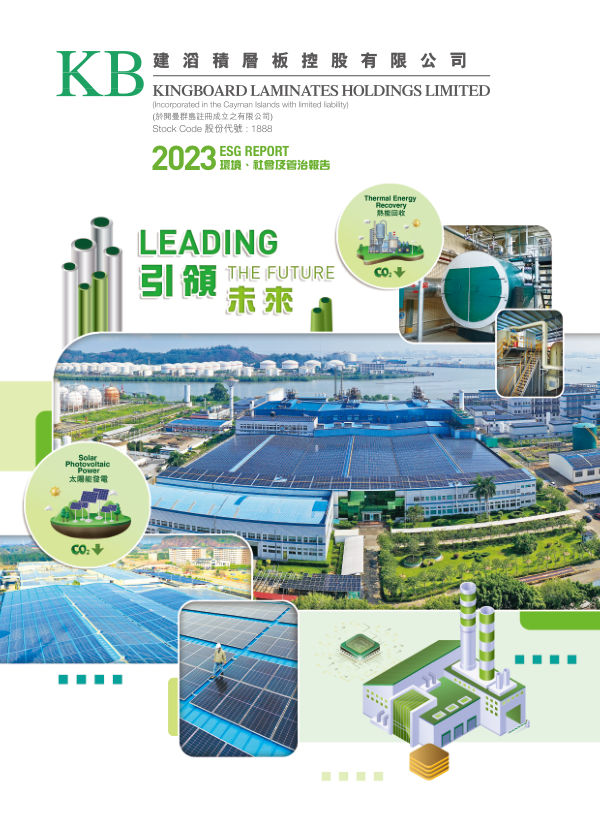 KB
建滔積層板控股有限公司
KINGBOARD LAMINATES HOLDINGS LIMITED
(Incorporated in the Cayman Islands with limited liability)
(於開曼群島註冊成立之有限公司)
Stock Code 股份代號 : 1888
2023 ESG REPORT
環境、社會及管治報告
Thermal Energy
Recovery
熱能回收
CO₂
LEADING
THE FUTURE
引領
未來
Solar
Photovoltaic
Power
太陽能發電
CO₂